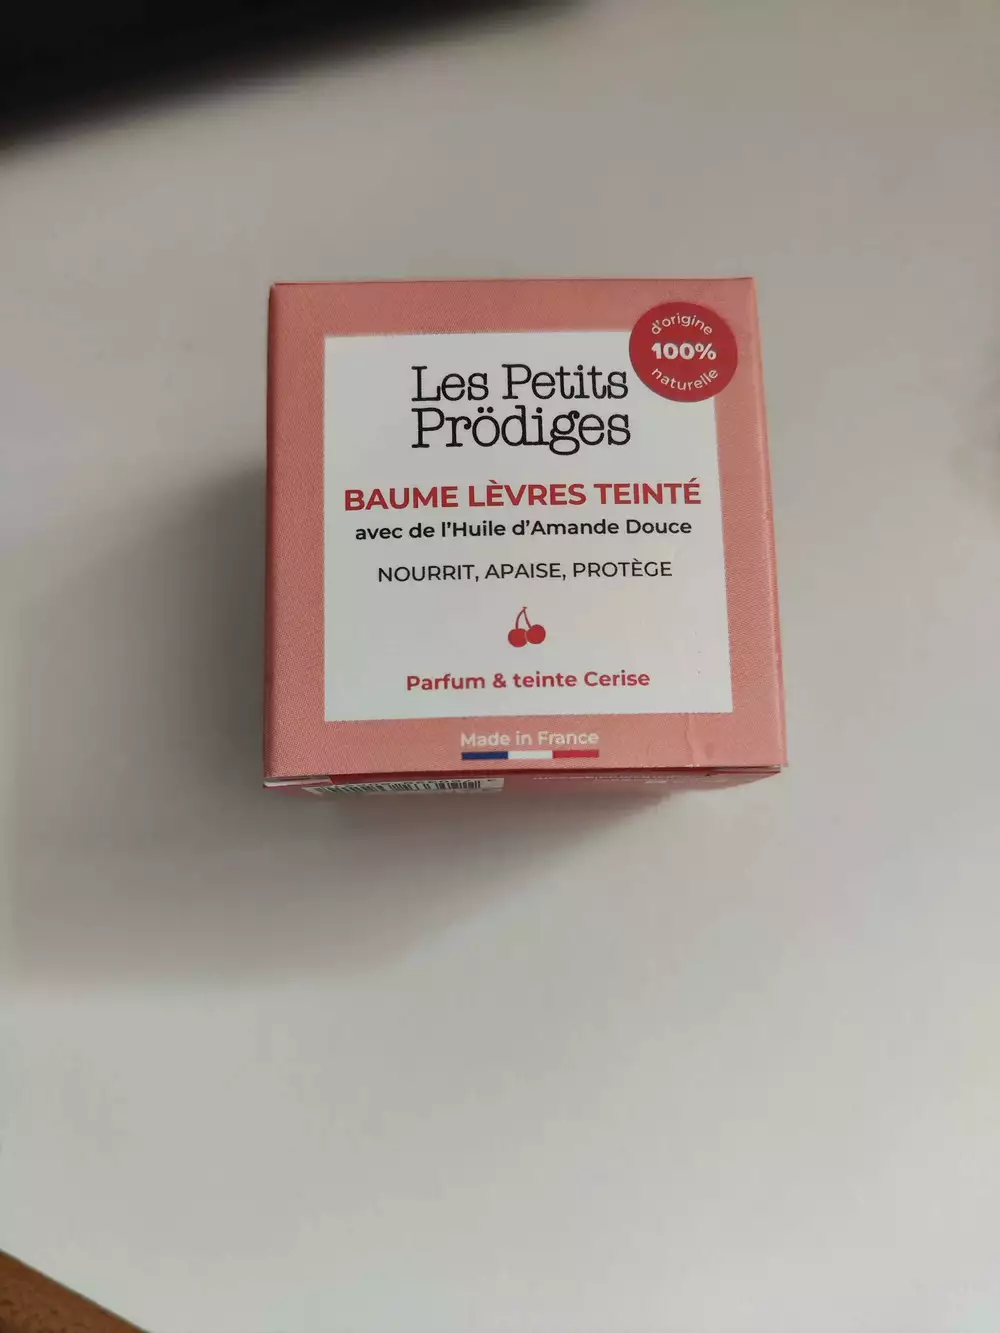 d'origine
100%
naturelle
Les Petits
Prödiges
BAUME LÈVRES TEINTÉ
avec de l'Huile d'Amande Douce
NOURRIT, APAISE, PROTÈGE
Parfum & teinte Cerise
Made in France